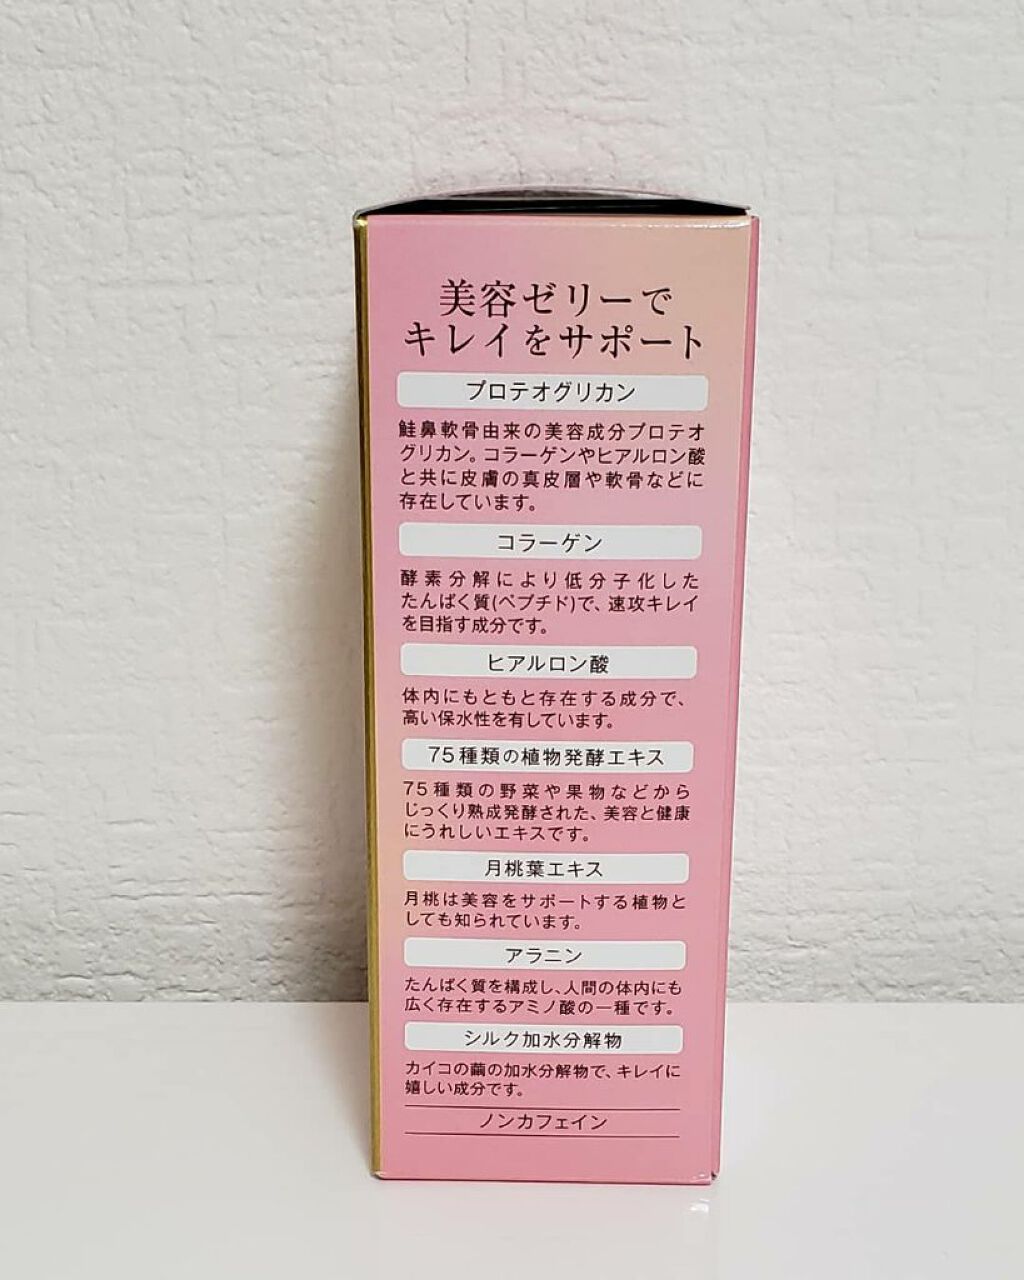 美容ゼリーで
キレイをサポート
プロテオグリカン
鮭鼻軟骨由来の美容成分プロテオ
グリカン。コラーゲンやヒアルロン酸
と共に皮膚の真皮層や軟骨などに
存在しています。
コラーゲン
酵素分解により低分子化した
たんぱく質(ペプチド)で、速攻キレイ
を目指す成分です。
ヒアルロン酸
体内にもともと存在する成分で、
高い保水性を有しています。
75種類の植物発酵エキス
75種類の野菜や果物などから
じっくり熟成発酵された、美容と健康
にうれしいエキスです。
月桃葉エキス
月桃は美容をサポートする植物と
しても知られています。
アラニン
たんぱく質を構成し、人間の体内にも
広く存在するアミノ酸の一種です。
シルク加水分解物
カイコの繭の加水分解物で、キレイに
嬉しい成分です。
ノンカフェイン